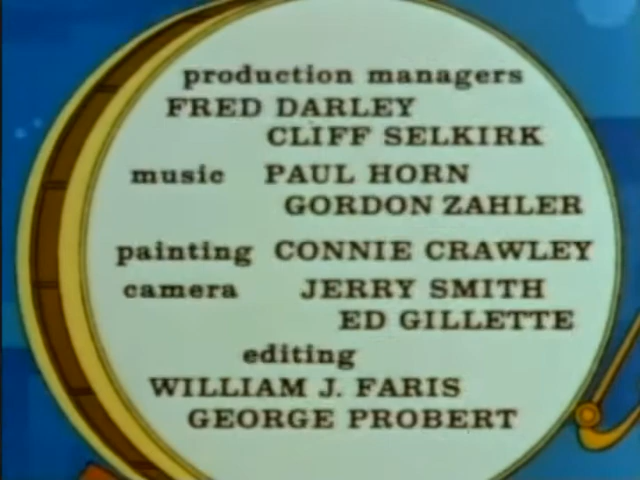 production managers
FRED DARLEY
CLIFF SELKIRK
music PAUL HORN
GORDON ZAHLER
painting CONNIE CRAWLEY
camera JERRY SMITH
ED GILLETTE
editing
WILLIAM J. FARIS
GEORGE PROBERT